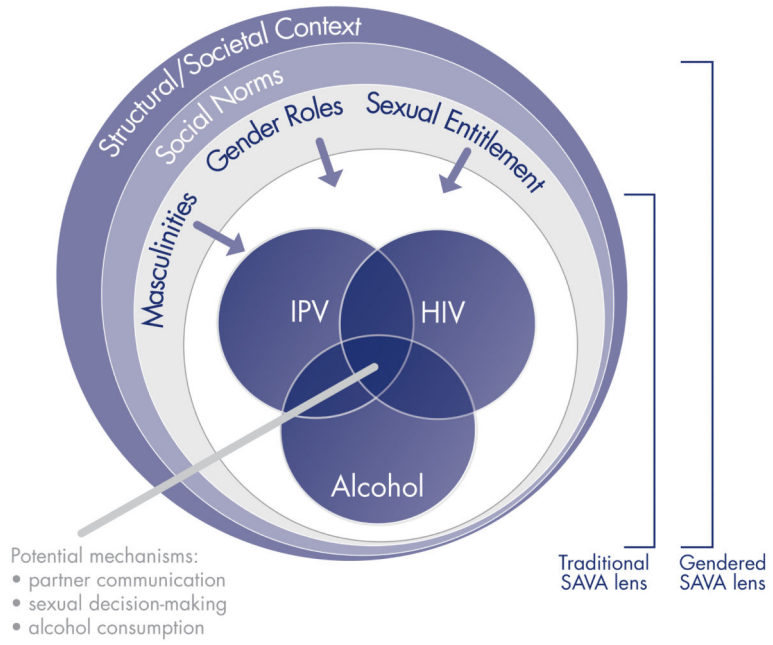 Structural/Societal Context
Social Norms
Gender Roles
Sexual Entitlement
Masculinities
IPV
HIV
Alcohol
Potential mechanisms:
• partner communication
• sexual decision-making
• alcohol consumption
Traditional
SAVA lens
Gendered
SAVA lens